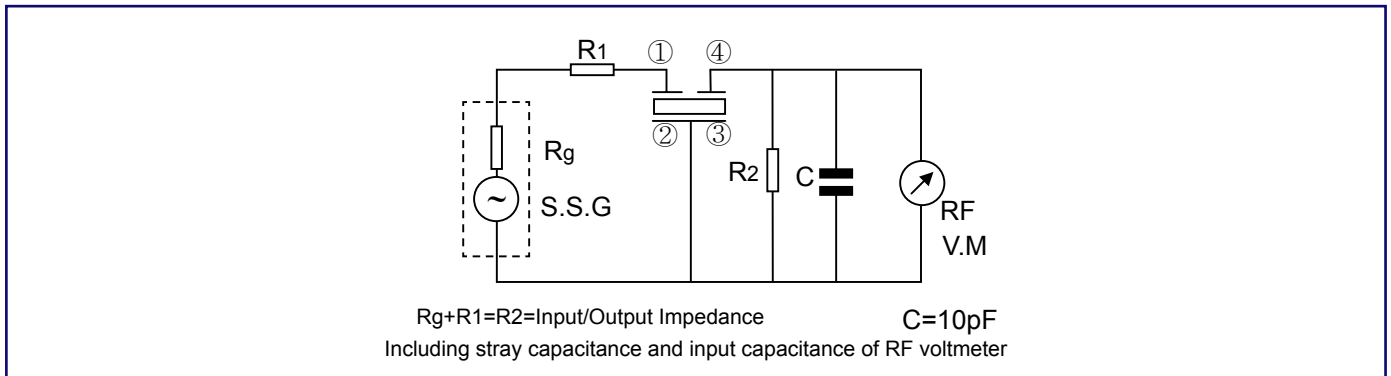 R1
①
④
②
③
Rg
~
S.S.G
R2
C
RF
V.M
Rg+R1=R2=Input/Output Impedance
C=10pF
Including stray capacitance and input capacitance of RF voltmeter